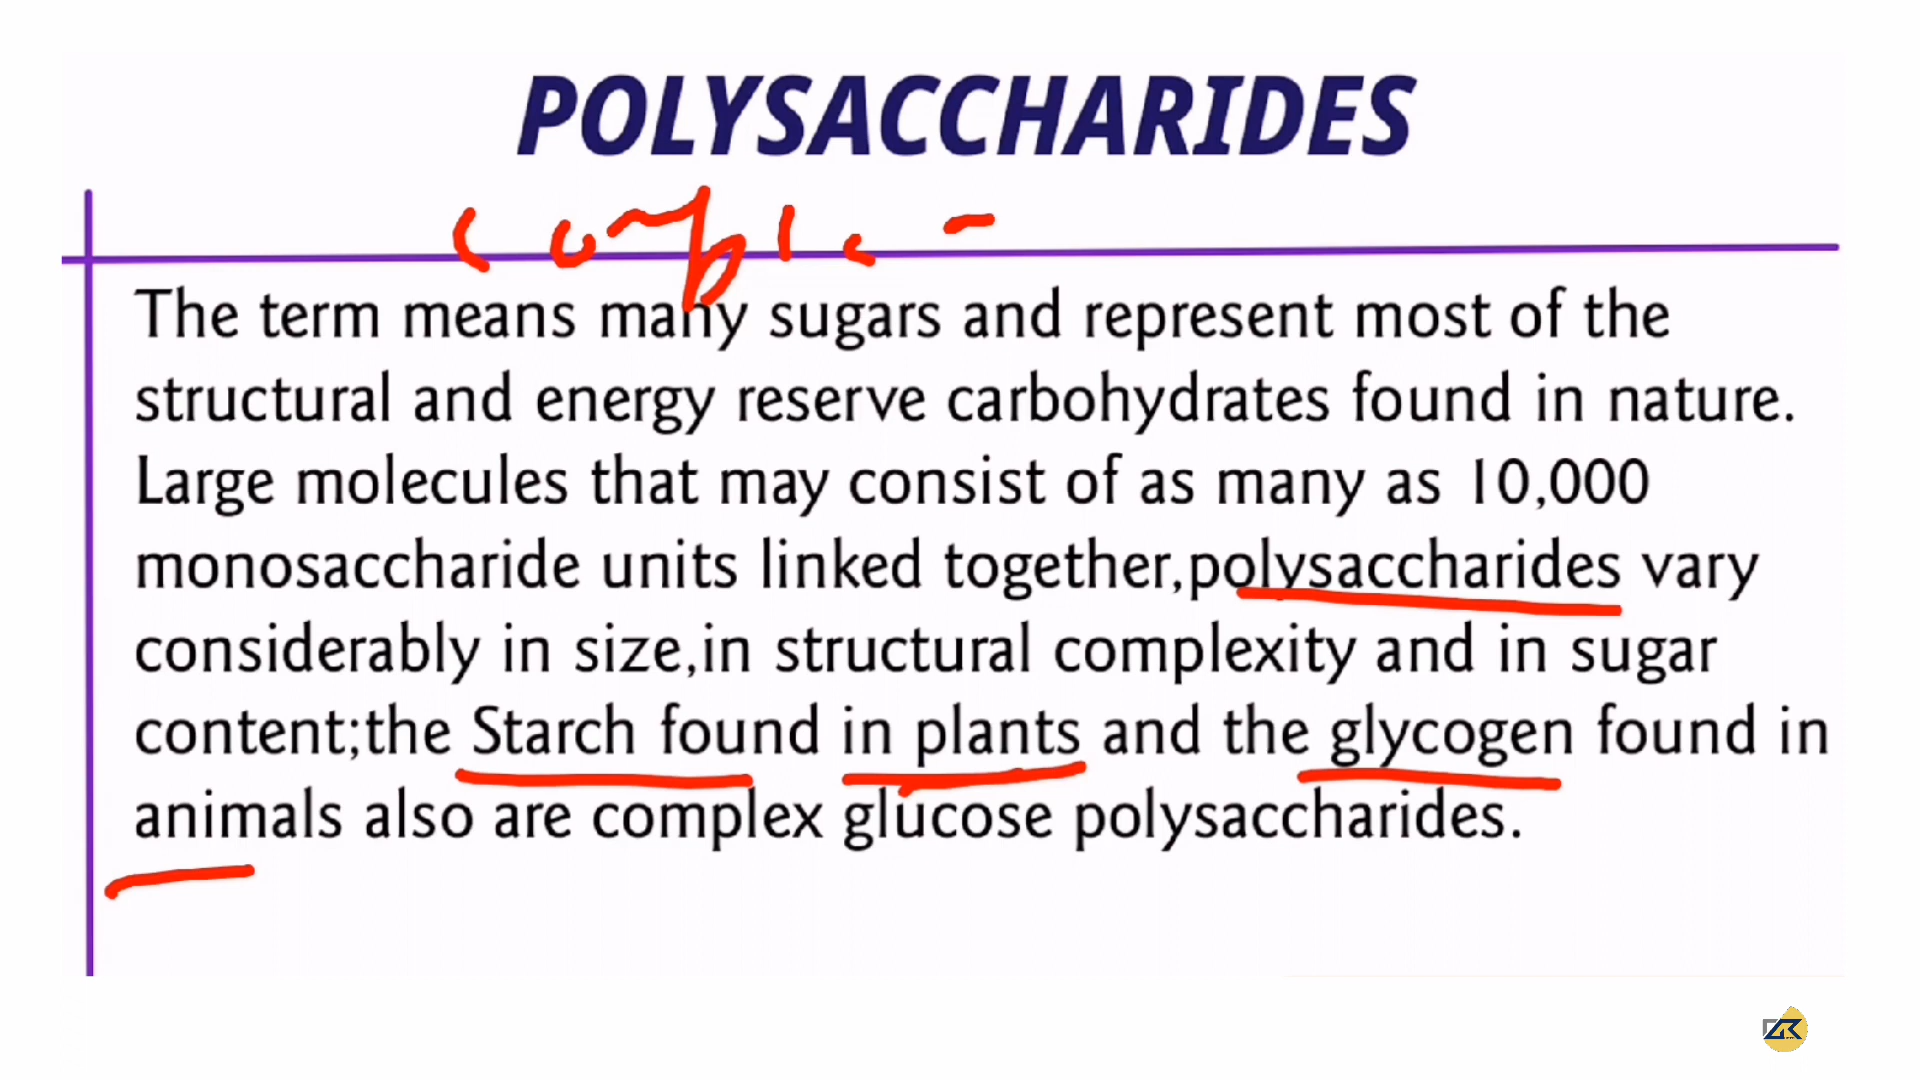 POLYSACCHARIDES
The term means many sugars and represent most of the
structural and energy reserve carbohydrates found in nature.
Large molecules that may consist of as many as 10,000
monosaccharide units linked together,polysaccharides vary
considerably in size,in structural complexity and in sugar
content;the Starch found in plants and the glycogen found in
animals also are complex glucose polysaccharides.